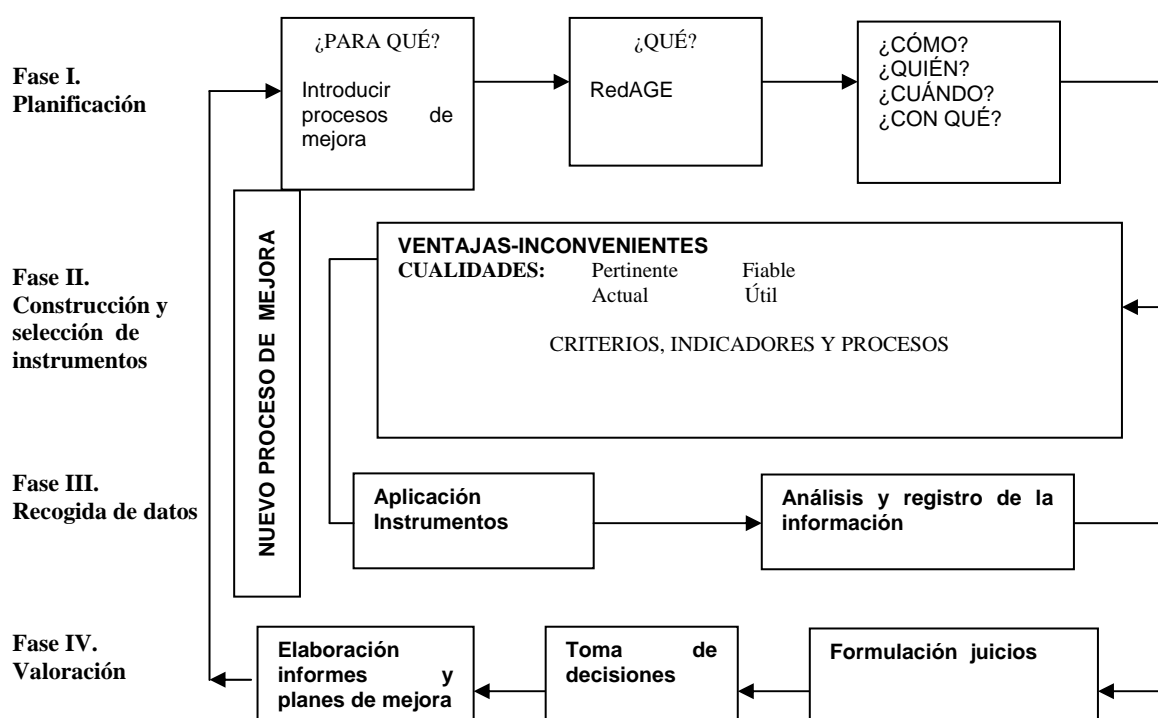 Fase I.
Planificación
¿PARA QUÉ?
Introducir
procesos de
mejora
¿QUÉ?
RedAGE
¿CÓMO?
¿QUIÉN?
¿CUÁNDO?
¿CON QUÉ?
NUEVO PROCESO DE MEJORA
Fase II.
Construcción y
selección de
instrumentos
VENTAJAS-INCONVENIENTES
CUALIDADES: Pertinente Fiable
Actual Útil
CRITERIOS, INDICADORES Y PROCESOS
Fase III.
Recogida de datos
Aplicación
Instrumentos
Análisis y registro de la
información
Fase IV.
Valoración
Elaboración
informes y
planes de mejora
Toma de
decisiones
Formulación juicios